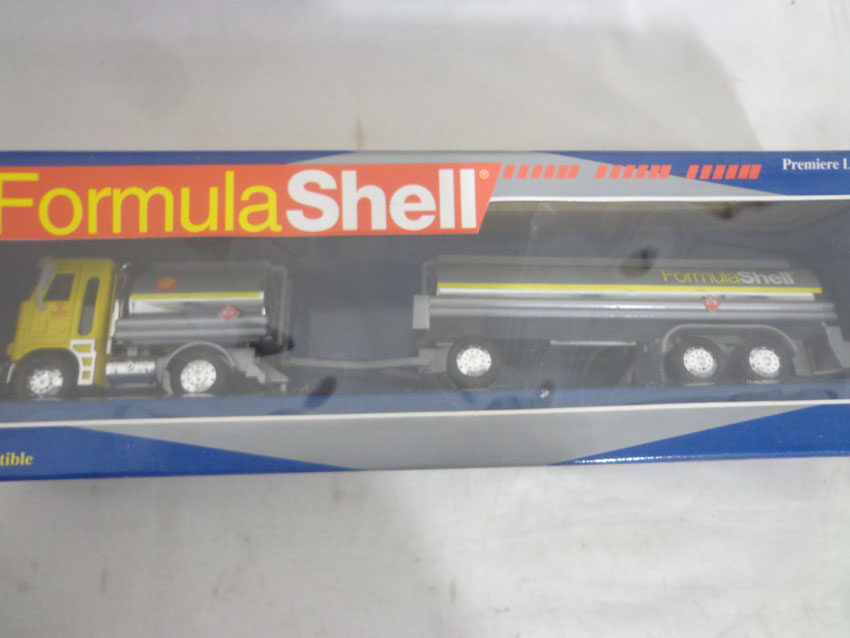 FormulaShell®
Premiere L
FormulaShell
tible